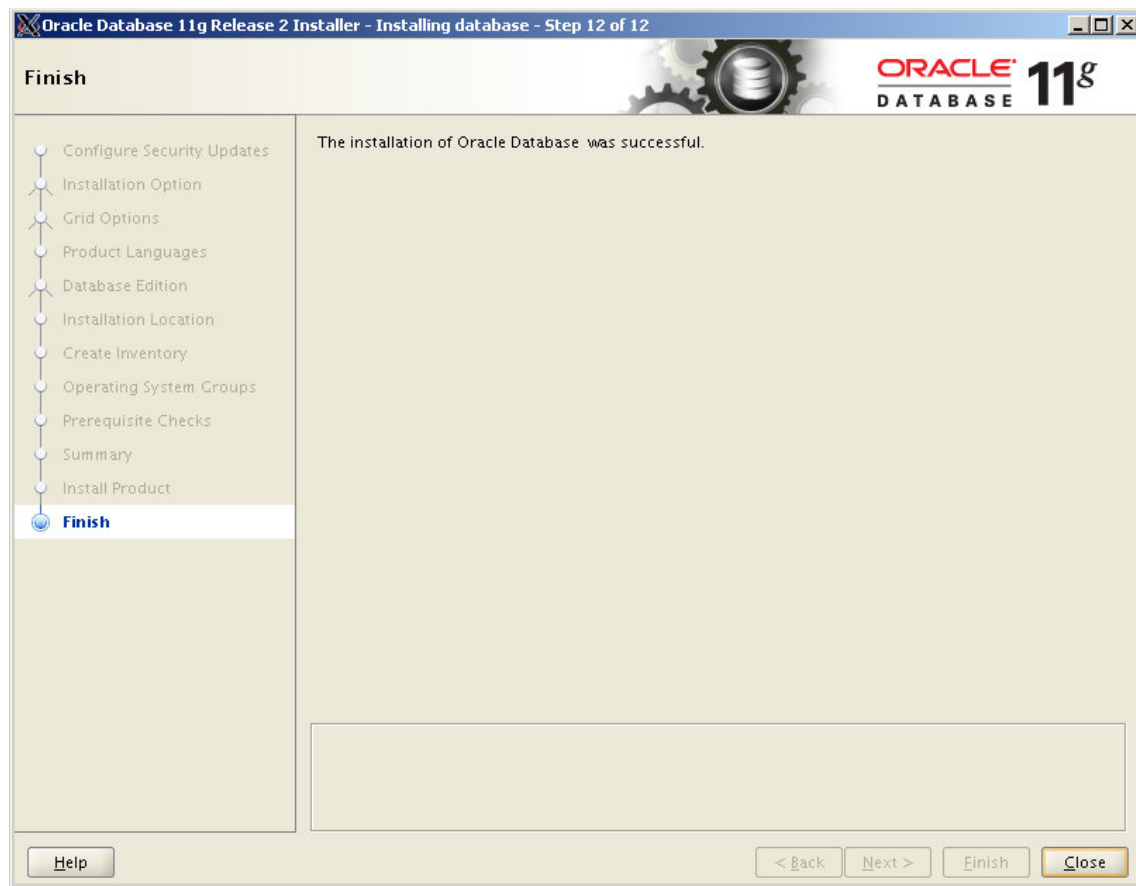 Oracle Database 11g Release 2 Installer - Installing database - Step 12 of 12
Finish
ORACLE
DATABASE 11g
Configure Security Updates
Installation Option
Grid Options
Product Languages
Database Edition
Installation Location
Create Inventory
Operating System Groups
Prerequisite Checks
Summary
Install Product
Finish
The installation of Oracle Database was successful.
Help
< Back
Next >
Finish
Close